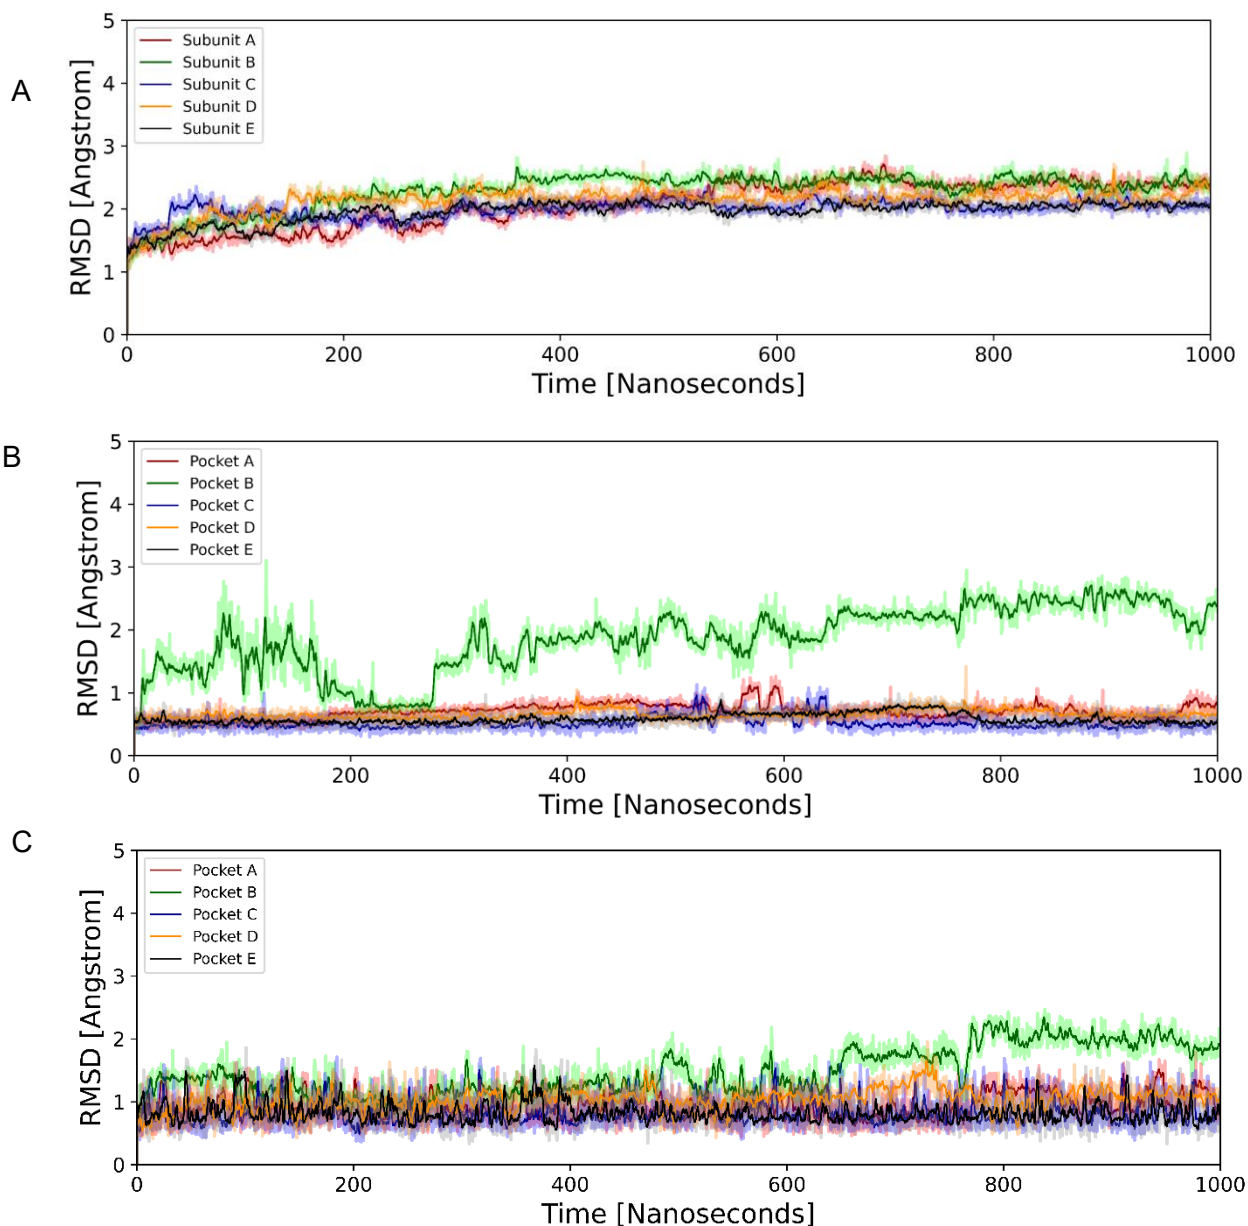 A
5
4
3
2
1
0
RMSD [Angstrom]
Subunit A
Subunit B
Subunit C
Subunit D
Subunit E
0 200 400 600 800 1000
Time [Nanoseconds]
B
5
4
3
2
1
0
RMSD [Angstrom]
Pocket A
Pocket B
Pocket C
Pocket D
Pocket E
0 200 400 600 800 1000
Time [Nanoseconds]
C
5
4
3
2
1
0
RMSD [Angstrom]
Pocket A
Pocket B
Pocket C
Pocket D
Pocket E
0 200 400 600 800 1000
Time [Nanoseconds]